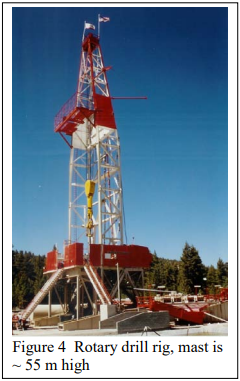 Figure 4  Rotary drill rig, mast is
~ 55 m high